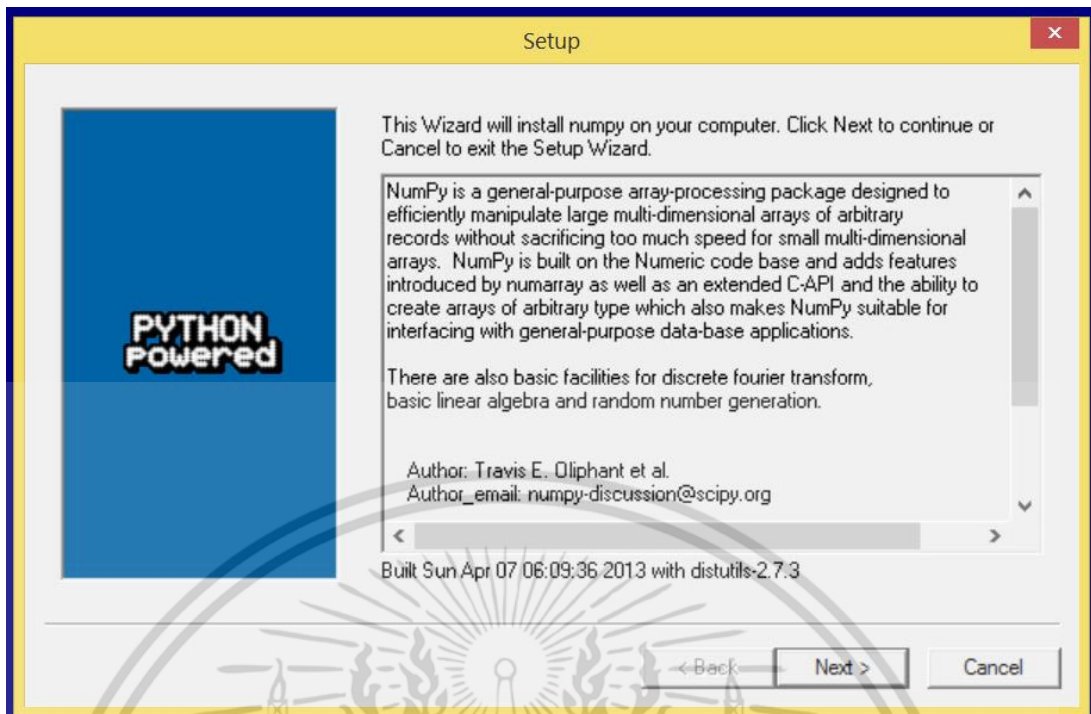 Setup
This Wizard will install numpy on your computer. Click Next to continue or
Cancel to exit the Setup Wizard.
PYTHON
Powered
NumPy is a general-purpose array-processing package designed to
efficiently manipulate large multi-dimensional arrays of arbitrary
records without sacrificing too much speed for small multi-dimensional
arrays.  NumPy is built on the Numeric code base and adds features
introduced by numarray as well as an extended C-API and the ability to
create arrays of arbitrary type which also makes NumPy suitable for
interfacing with general-purpose data-base applications.
There are also basic facilities for discrete fourier transform,
basic linear algebra and random number generation.
Author: Travis E. Oliphant et al.
Author_email: numpy-discussion@scipy.org
Built Sun Apr 07 06:09:36 2013 with distutils-2.7.3
< Back Next > Cancel